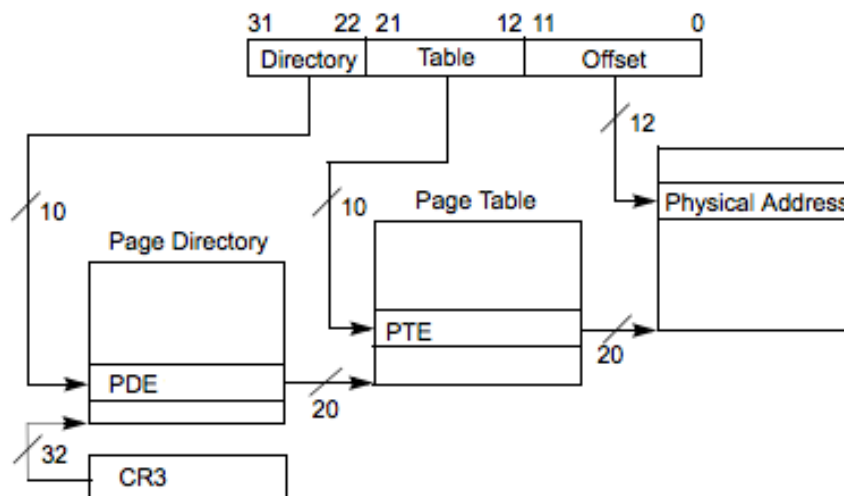 31 22 21 12 11 0
Directory Table Offset
12
10
10
Page Table
Physical Address
Page Directory
PTE
20
PDE
20
32
CR3